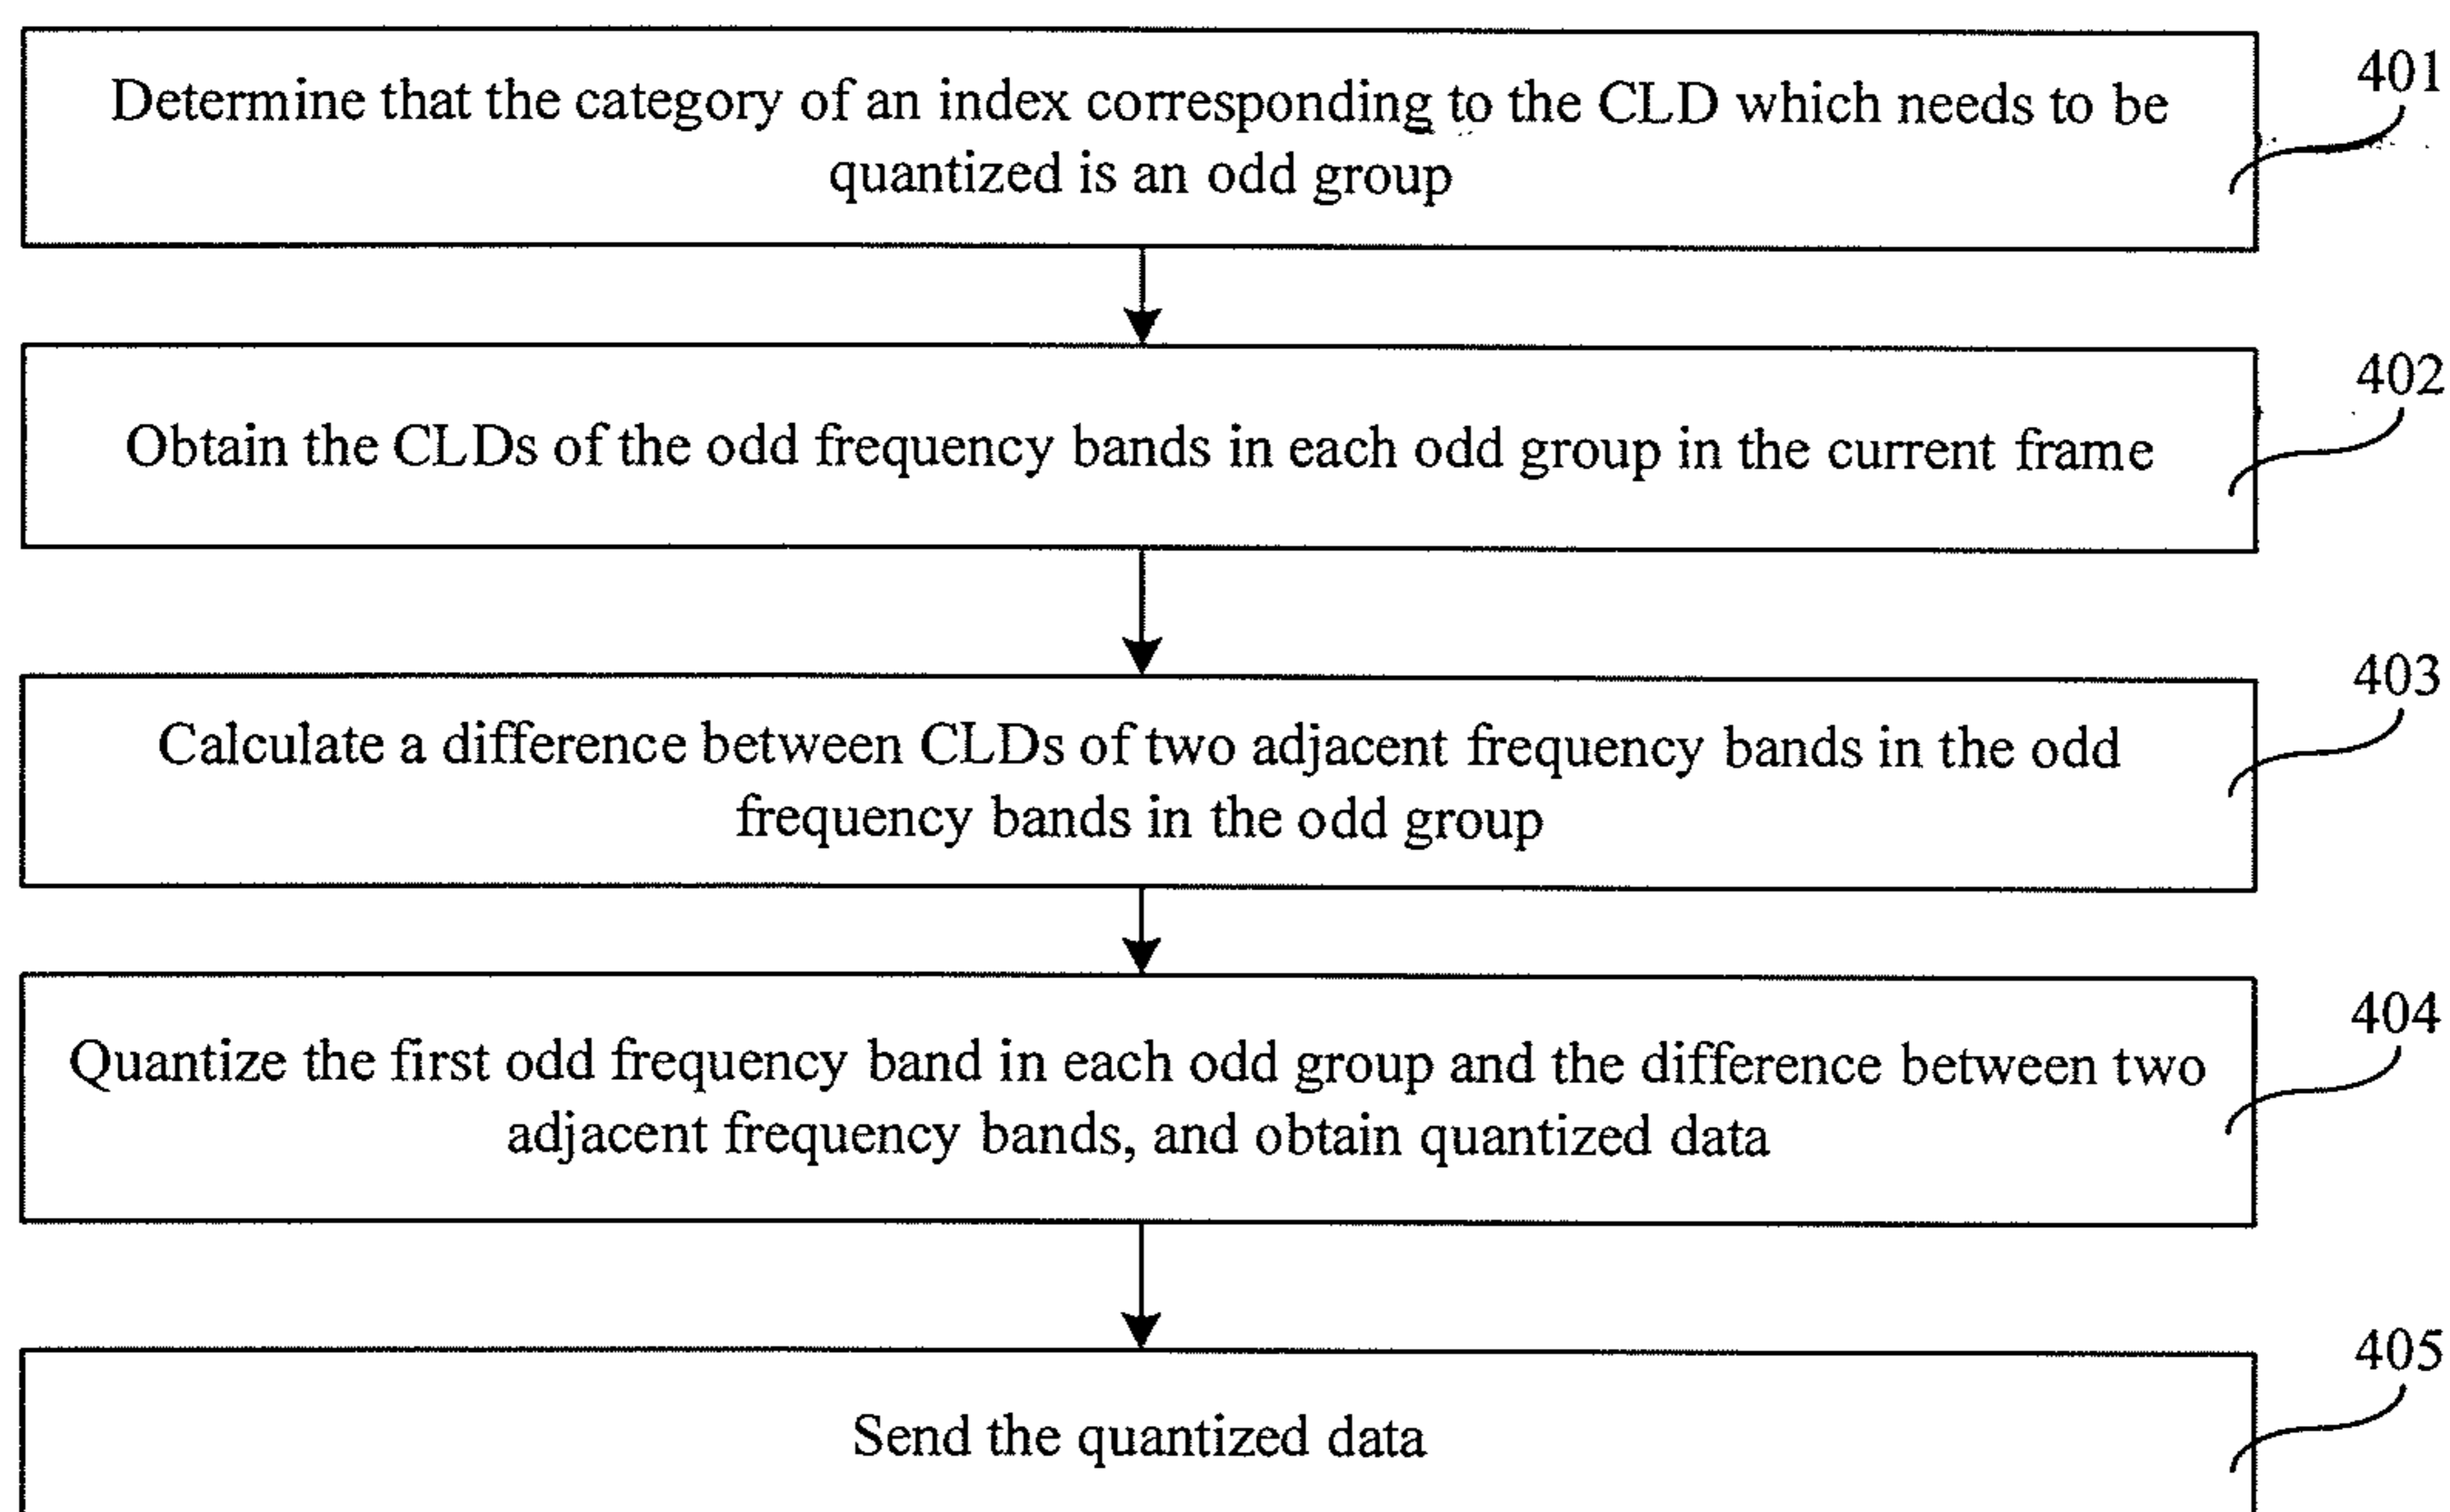 Determine that the category of an index corresponding to the CLD which needs to be
quantized is an odd group
401
Obtain the CLDs of the odd frequency bands in each odd group in the current frame
402
Calculate a difference between CLDs of two adjacent frequency bands in the odd
frequency bands in the odd group
403
Quantize the first odd frequency band in each odd group and the difference between two
adjacent frequency bands, and obtain quantized data
404
Send the quantized data
405